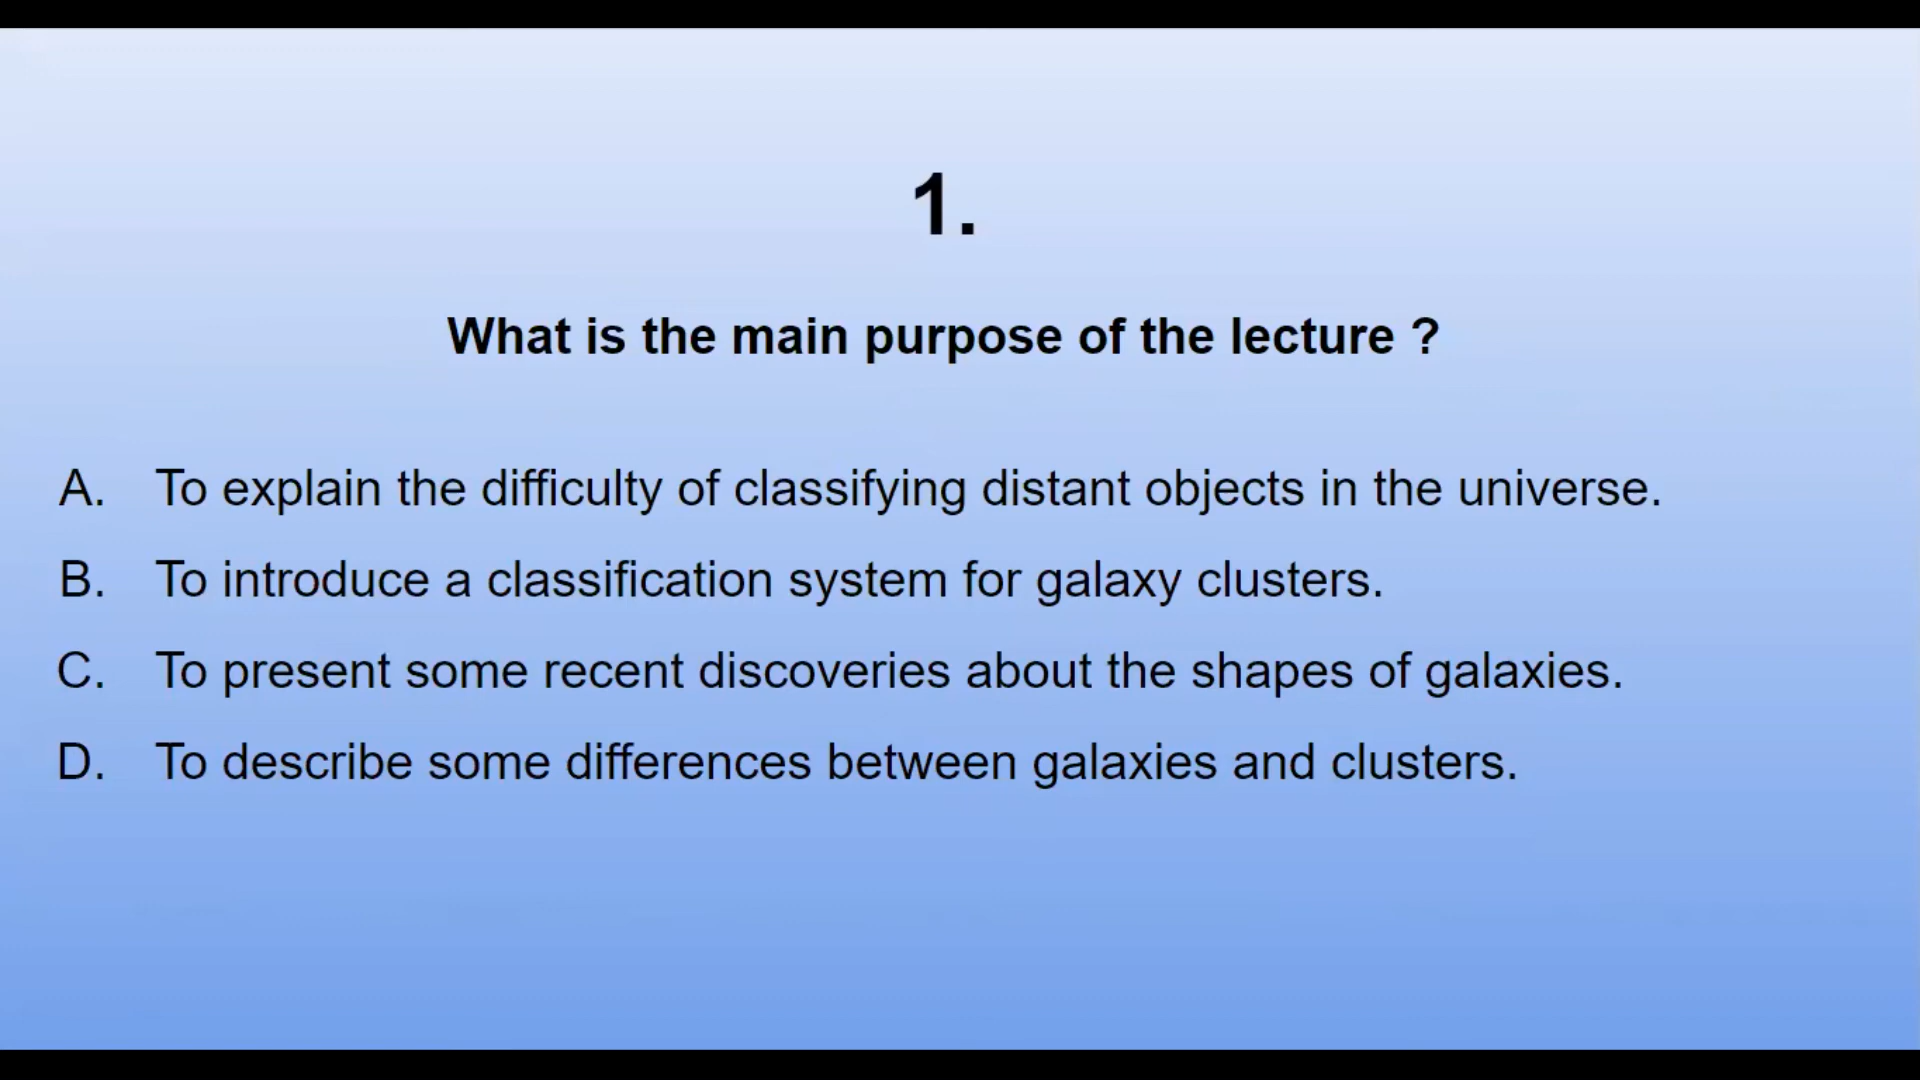 1.
What is the main purpose of the lecture ?
A. To explain the difficulty of classifying distant objects in the universe.
B. To introduce a classification system for galaxy clusters.
C. To present some recent discoveries about the shapes of galaxies.
D. To describe some differences between galaxies and clusters.